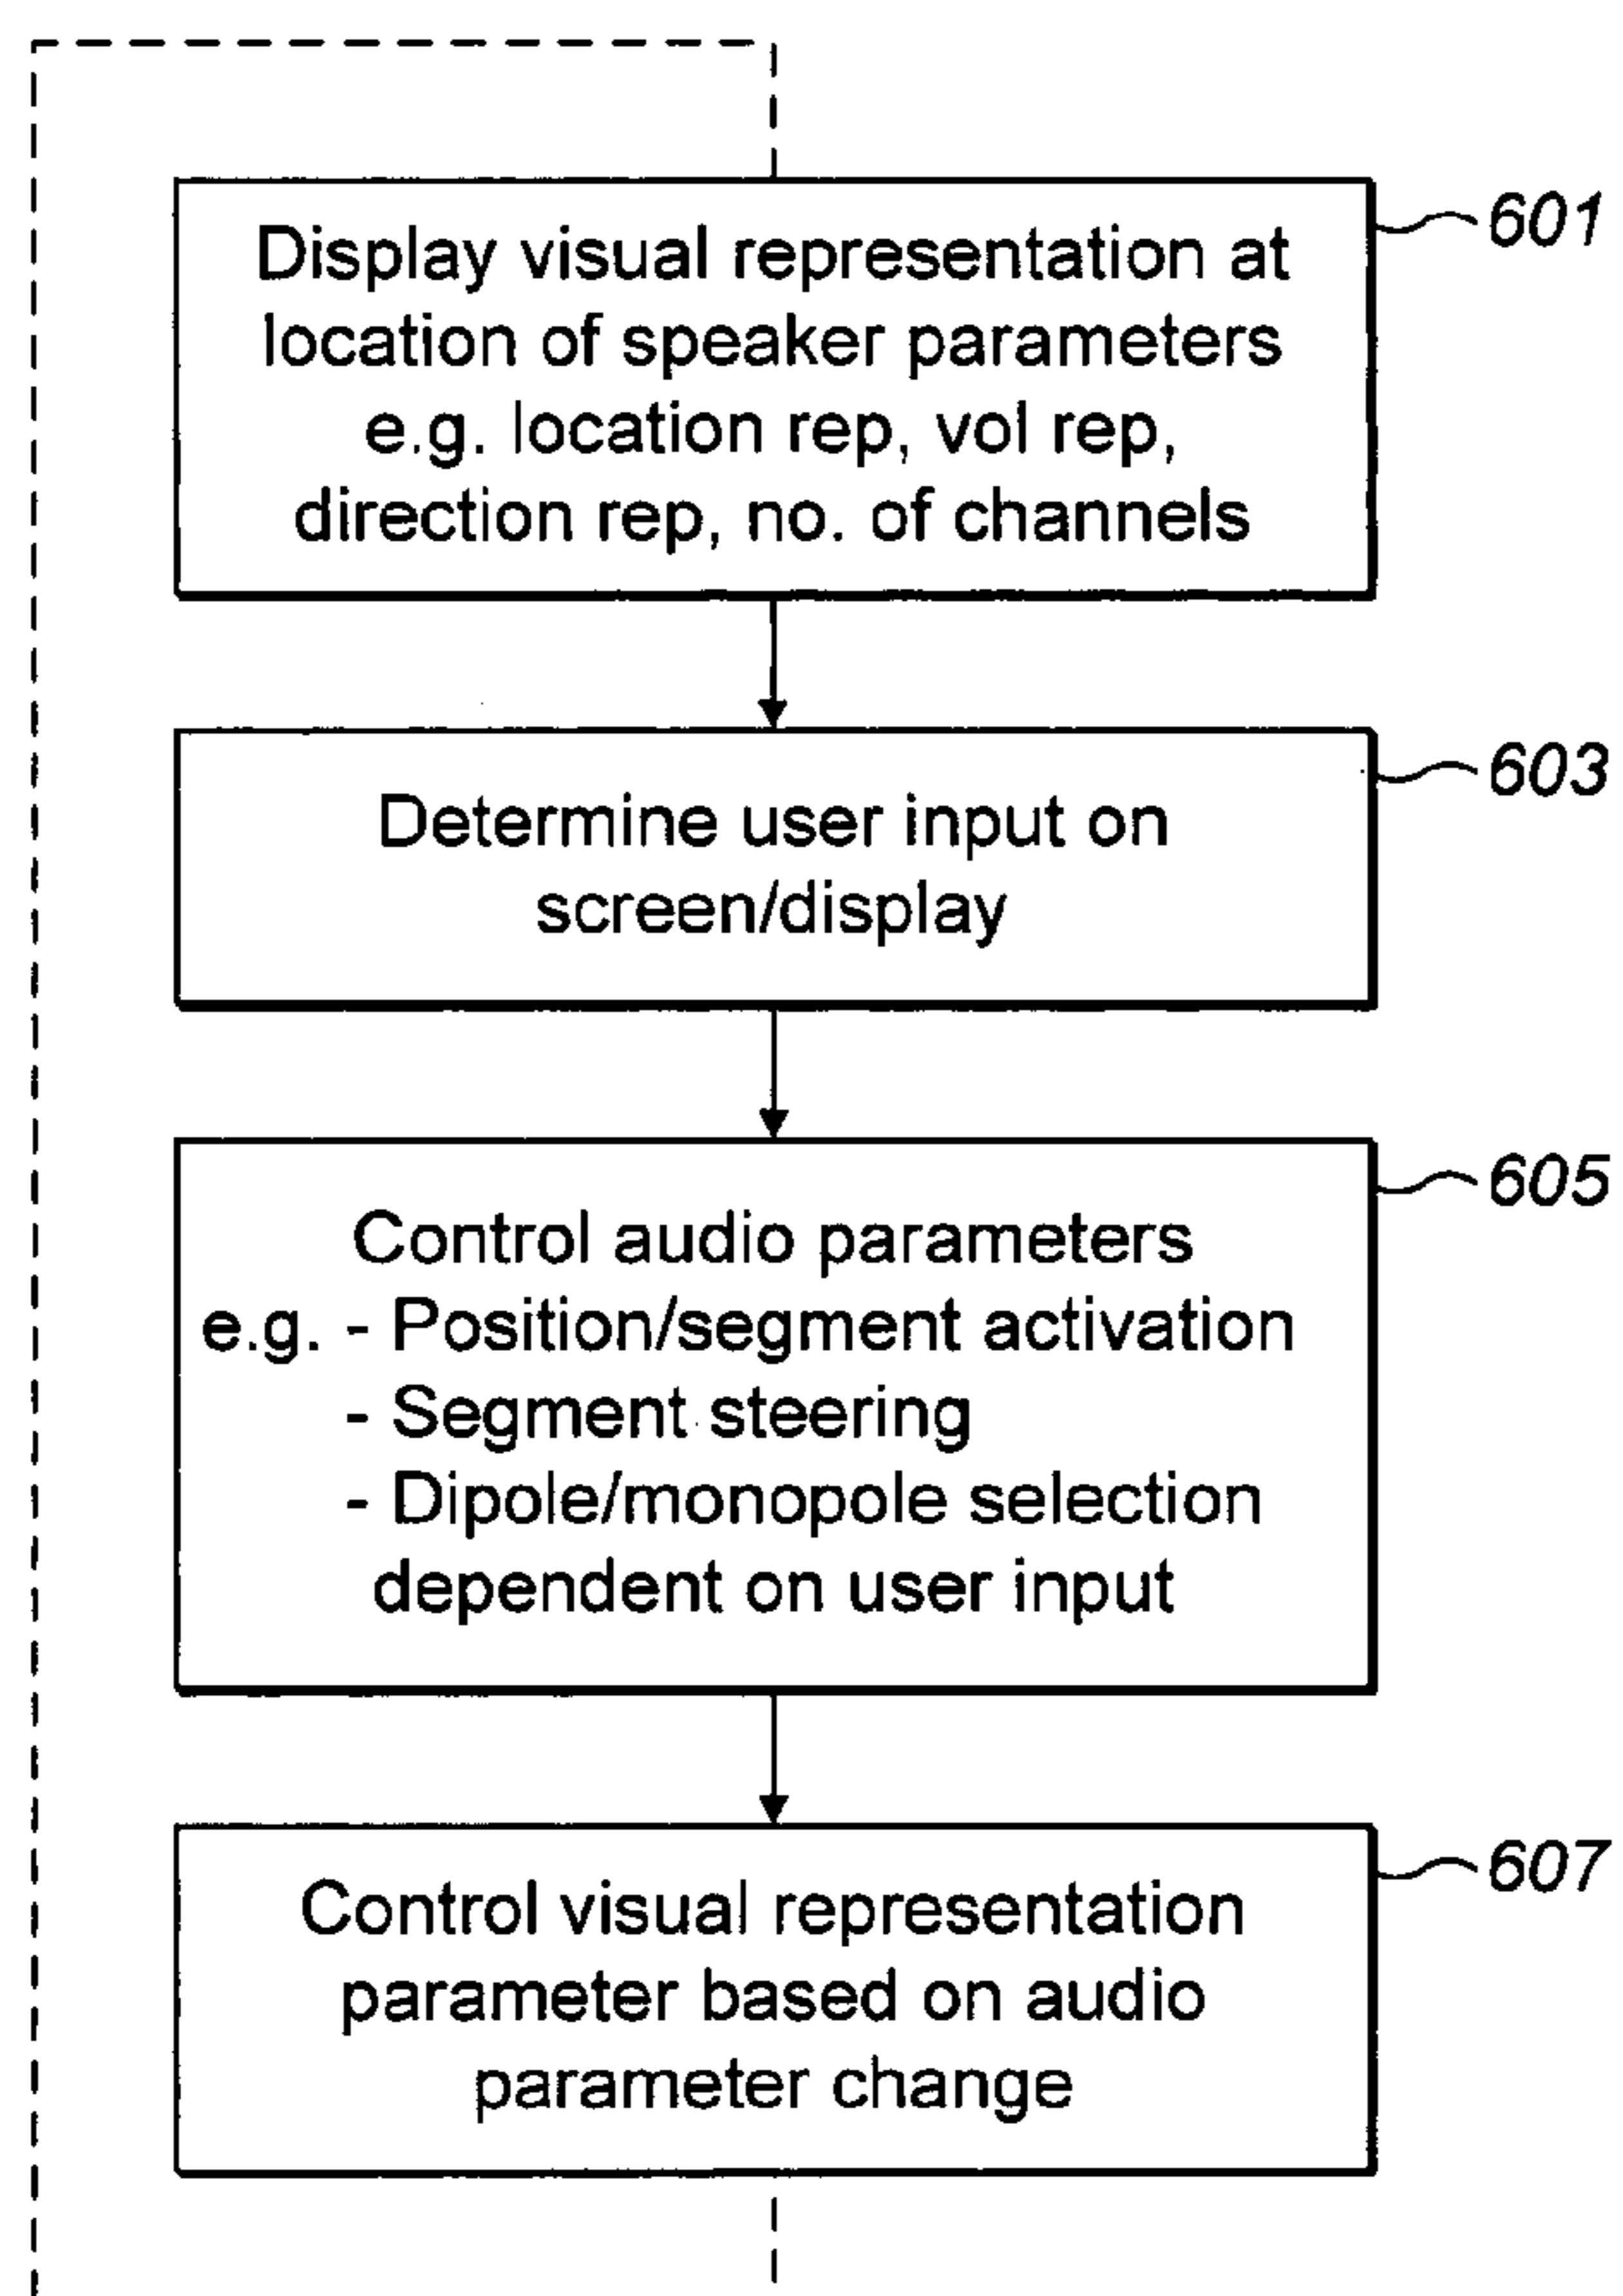 Display visual representation at
location of speaker parameters
e.g. location rep, vol rep,
direction rep, no. of channels
601
Determine user input on
screen/display
603
Control audio parameters
e.g. - Position/segment activation
- Segment steering
- Dipole/monopole selection
dependent on user input
605
Control visual representation
parameter based on audio
parameter change
607